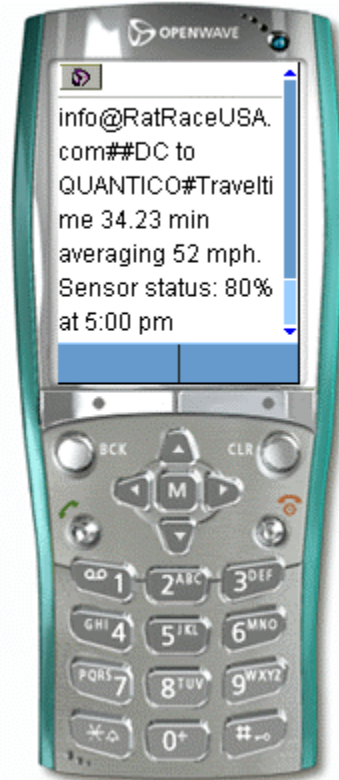 OPENWAVE
info@RatRaceUSA.
com##DC to
QUANTICO#Travelti
me 34.23 min
averaging 52 mph.
Sensor status: 80%
at 5:00 pm
BCK
CLR
M
1
2ABC
3DEF
GHI4
5JKL
6MNO
PQRS7
8TUV
9WXYZ
0+
#